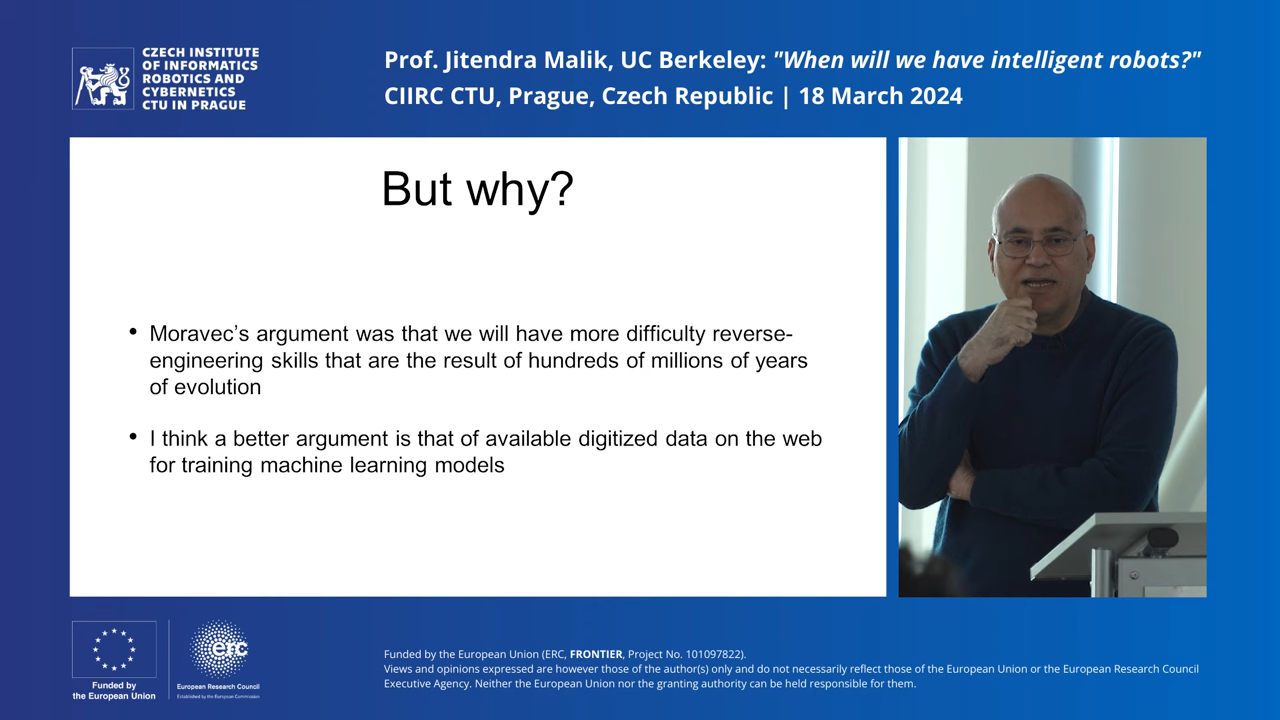 CZECH INSTITUTE
OF INFORMATICS
ROBOTICS AND
CYBERNETICS
CTU IN PRAGUE
Prof. Jitendra Malik, UC Berkeley: "When will we have intelligent robots?"
CIIRC CTU, Prague, Czech Republic | 18 March 2024
But why?
• Moravec’s argument was that we will have more difficulty reverse-
engineering skills that are the result of hundreds of millions of years
of evolution
• I think a better argument is that of available digitized data on the web
for training machine learning models
Funded by
the European Union
erc
European Research Council
Established by the European Commission
Funded by the European Union (ERC, FRONTIER, Project No. 101097822).
Views and opinions expressed are however those of the author(s) only and do not necessarily reflect those of the European Union or the European Research Council
Executive Agency. Neither the European Union nor the granting authority can be held responsible for them.